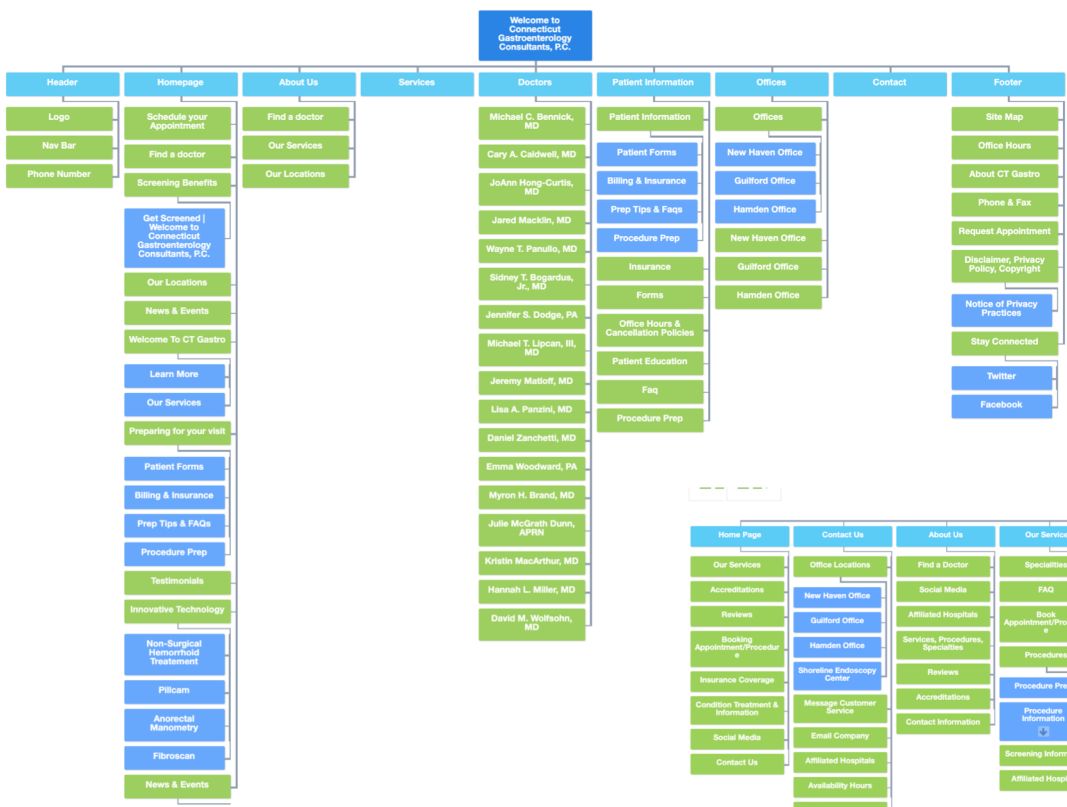 Welcome to
Connecticut
Gastroenterology
Consultants, P.C.
Header
Homepage
About Us
Services
Doctors
Patient Information
Offices
Contact
Footer
Logo
Nav Bar
Phone Number
Schedule your
Appointment
Find a doctor
Screening Benefits
Get Screened |
Welcome to
Connecticut
Gastroenterology
Consultants, P.C.
Our Locations
News & Events
Welcome To CT Gastro
Learn More
Our Services
Preparing for your visit
Patient Forms
Billing & Insurance
Prep Tips & FAQs
Procedure Prep
Testimonials
Innovative Technology
Non-Surgical
Hemorrhoid
Treatement
Pillcam
Anorectal
Manometry
Fibroscan
News & Events
Find a doctor
Our Services
Our Locations
Michael C. Bennick,
MD
Cary A. Caldwell, MD
JoAnn Hong-Curtis,
MD
Jared Macklin, MD
Wayne T. Panullo, MD
Sidney T. Bogardus,
Jr., MD
Jennifer S. Dodge, PA
Michael T. Lipcan, III,
MD
Jeremy Matloff, MD
Lisa A. Panzini, MD
Daniel Zanchetti, MD
Emma Woodward, PA
Myron H. Brand, MD
Julie McGrath Dunn,
APRN
Kristin MacArthur, MD
Hannah L. Miller, MD
David M. Wolfsohn,
MD
Patient Information
Patient Forms
Billing & Insurance
Prep Tips & Faqs
Procedure Prep
Insurance
Forms
Office Hours &
Cancellation Policies
Patient Education
Faq
Procedure Prep
Offices
New Haven Office
Guilford Office
Hamden Office
New Haven Office
Guilford Office
Hamden Office
Site Map
Office Hours
About CT Gastro
Phone & Fax
Request Appointment
Disclaimer, Privacy
Policy, Copyright
Notice of Privacy
Practices
Stay Connected
Twitter
Facebook
Home Page
Contact Us
About Us
Our Service
Our Services
Accreditations
Reviews
Booking
Appointment/Procedur
e
Insurance Coverage
Condition Treatment &
Information
Social Media
Contact Us
Office Locations
New Haven Office
Guilford Office
Hamden Office
Shoreline Endoscopy
Center
Message Customer
Service
Email Company
Affiliated Hospitals
Availability Hours
Find a Doctor
Social Media
Affiliated Hospitals
Services, Procedures,
Specialties
Reviews
Accreditations
Contact Information
Specialities
FAQ
Book
Appointment/Pro
e
Procedures
Procedure Pre
Procedure
Information
Screening Inform
Affiliated Hospi